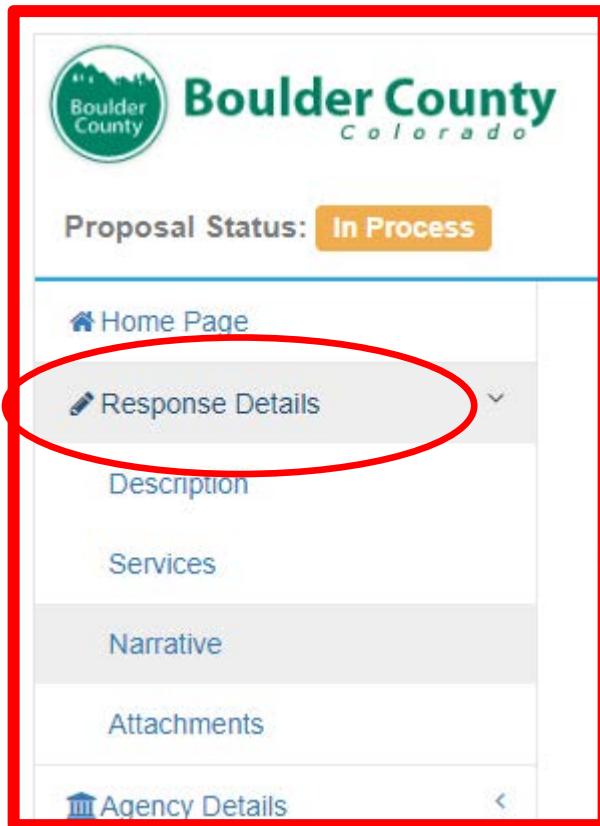 Boulder
County
Boulder County
Colorado
Proposal Status: In Process
Home Page
Response Details
Description
Services
Narrative
Attachments
Agency Details